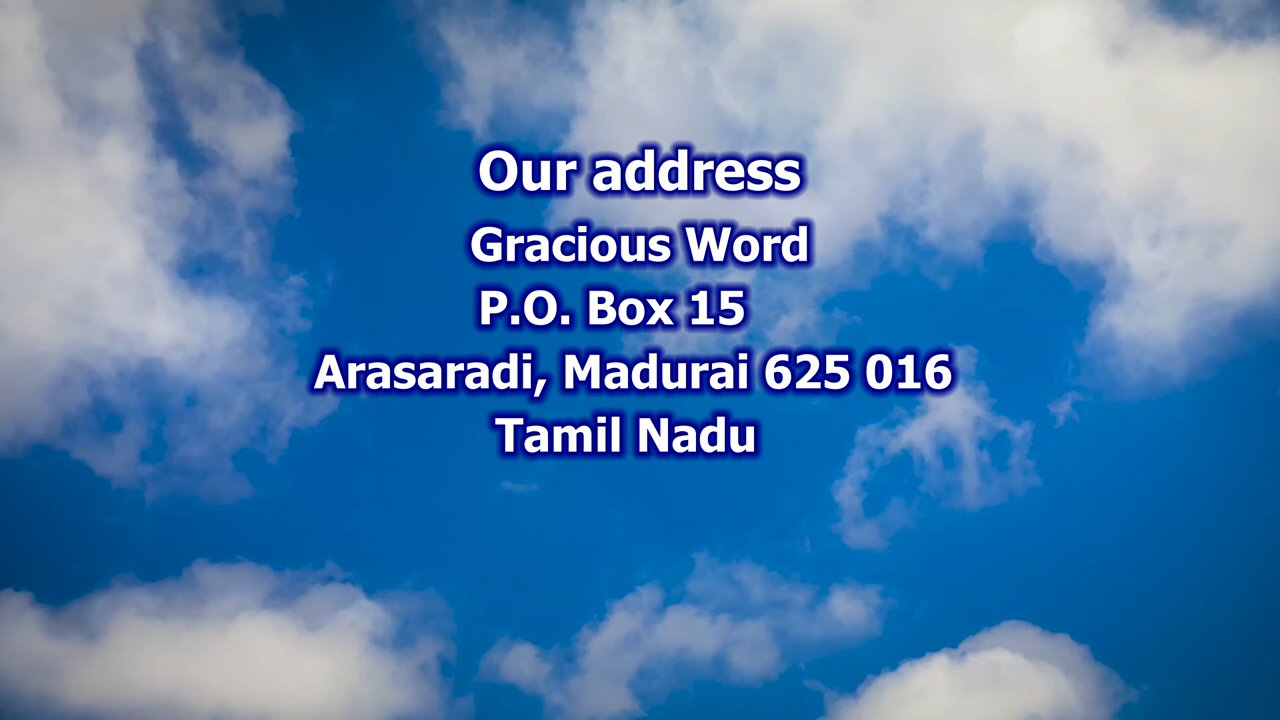 Our address
Gracious Word
P.O. Box 15
Arasaradi, Madurai 625 016
Tamil Nadu